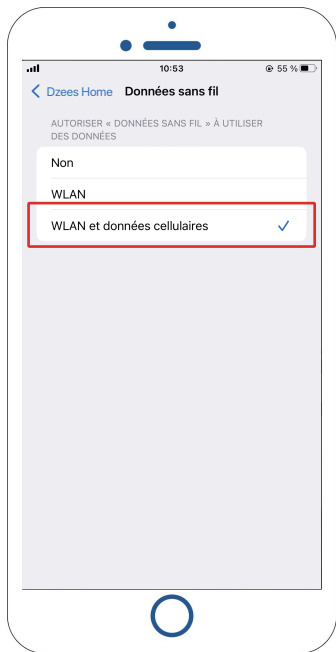 10:53
55 %
Dzees Home Données sans fil
AUTORISER « DONNÉES SANS FIL » À UTILISER
DES DONNÉES
Non
WLAN
WLAN et données cellulaires